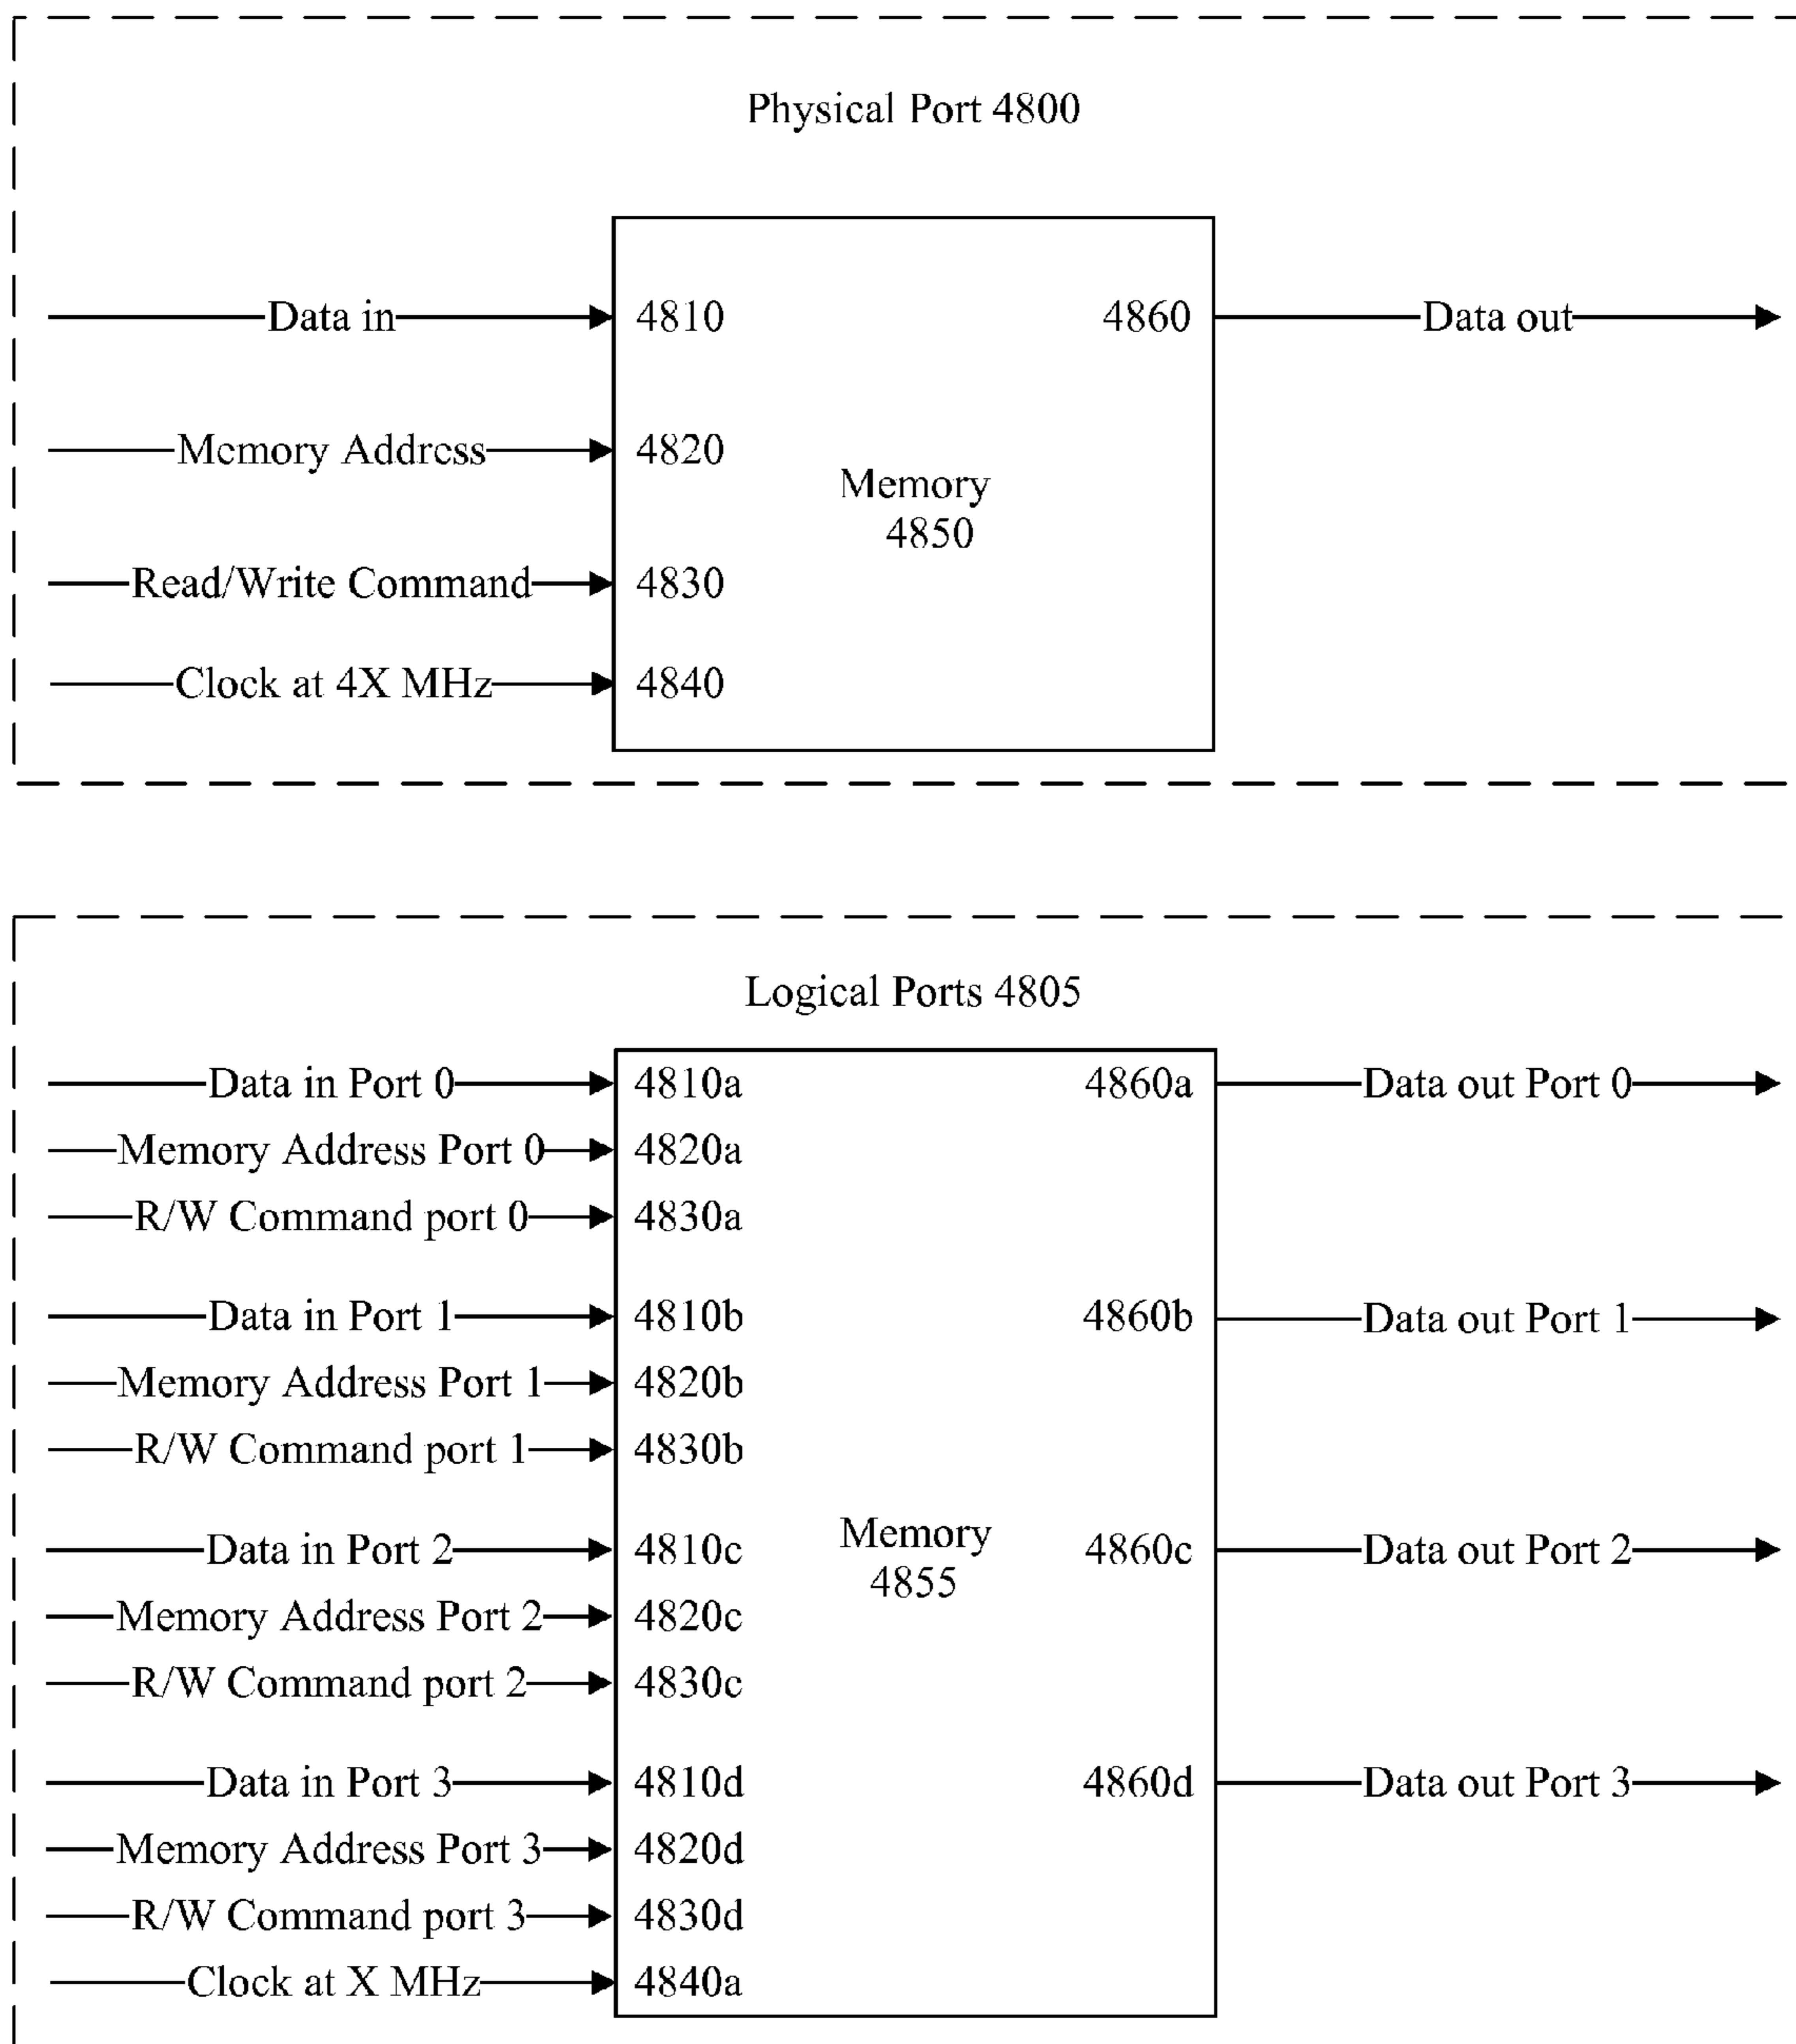 Physical Port 4800
Data in 4810 4860 Data out
Memory Address 4820
Memory
4850
Read/Write Command 4830
Clock at 4X MHz 4840
Logical Ports 4805
Data in Port 0 4810a 4860a Data out Port 0
Memory Address Port 0 4820a
R/W Command port 0 4830a
Data in Port 1 4810b 4860b Data out Port 1
Memory Address Port 1 4820b
R/W Command port 1 4830b
Data in Port 2 4810c Memory 4860c Data out Port 2
4855
Memory Address Port 2 4820c
R/W Command port 2 4830c
Data in Port 3 4810d 4860d Data out Port 3
Memory Address Port 3 4820d
R/W Command port 3 4830d
Clock at X MHz 4840a